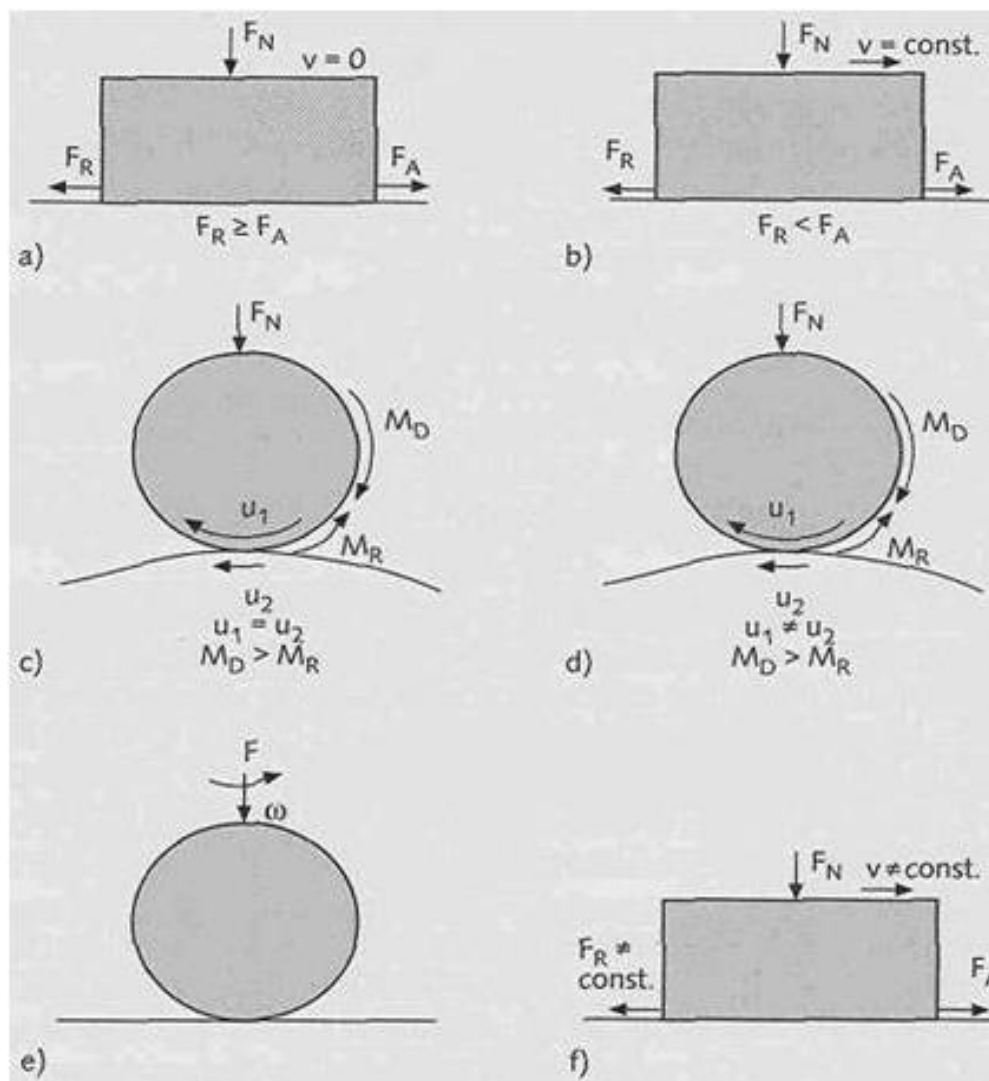 F_N
v = 0
F_R
F_A
F_R ≥ F_A
a)
F_N
v = const.
F_R
F_A
F_R < F_A
b)
F_N
M_D
u_1
M_R
u_2
u_1 = u_2
M_D > M_R
c)
F_N
M_D
u_1
M_R
u_2
u_1 ≠ u_2
M_D > M_R
d)
F
ω
e)
F_N
v ≠ const.
F_R ≠
const.
F_A
f)